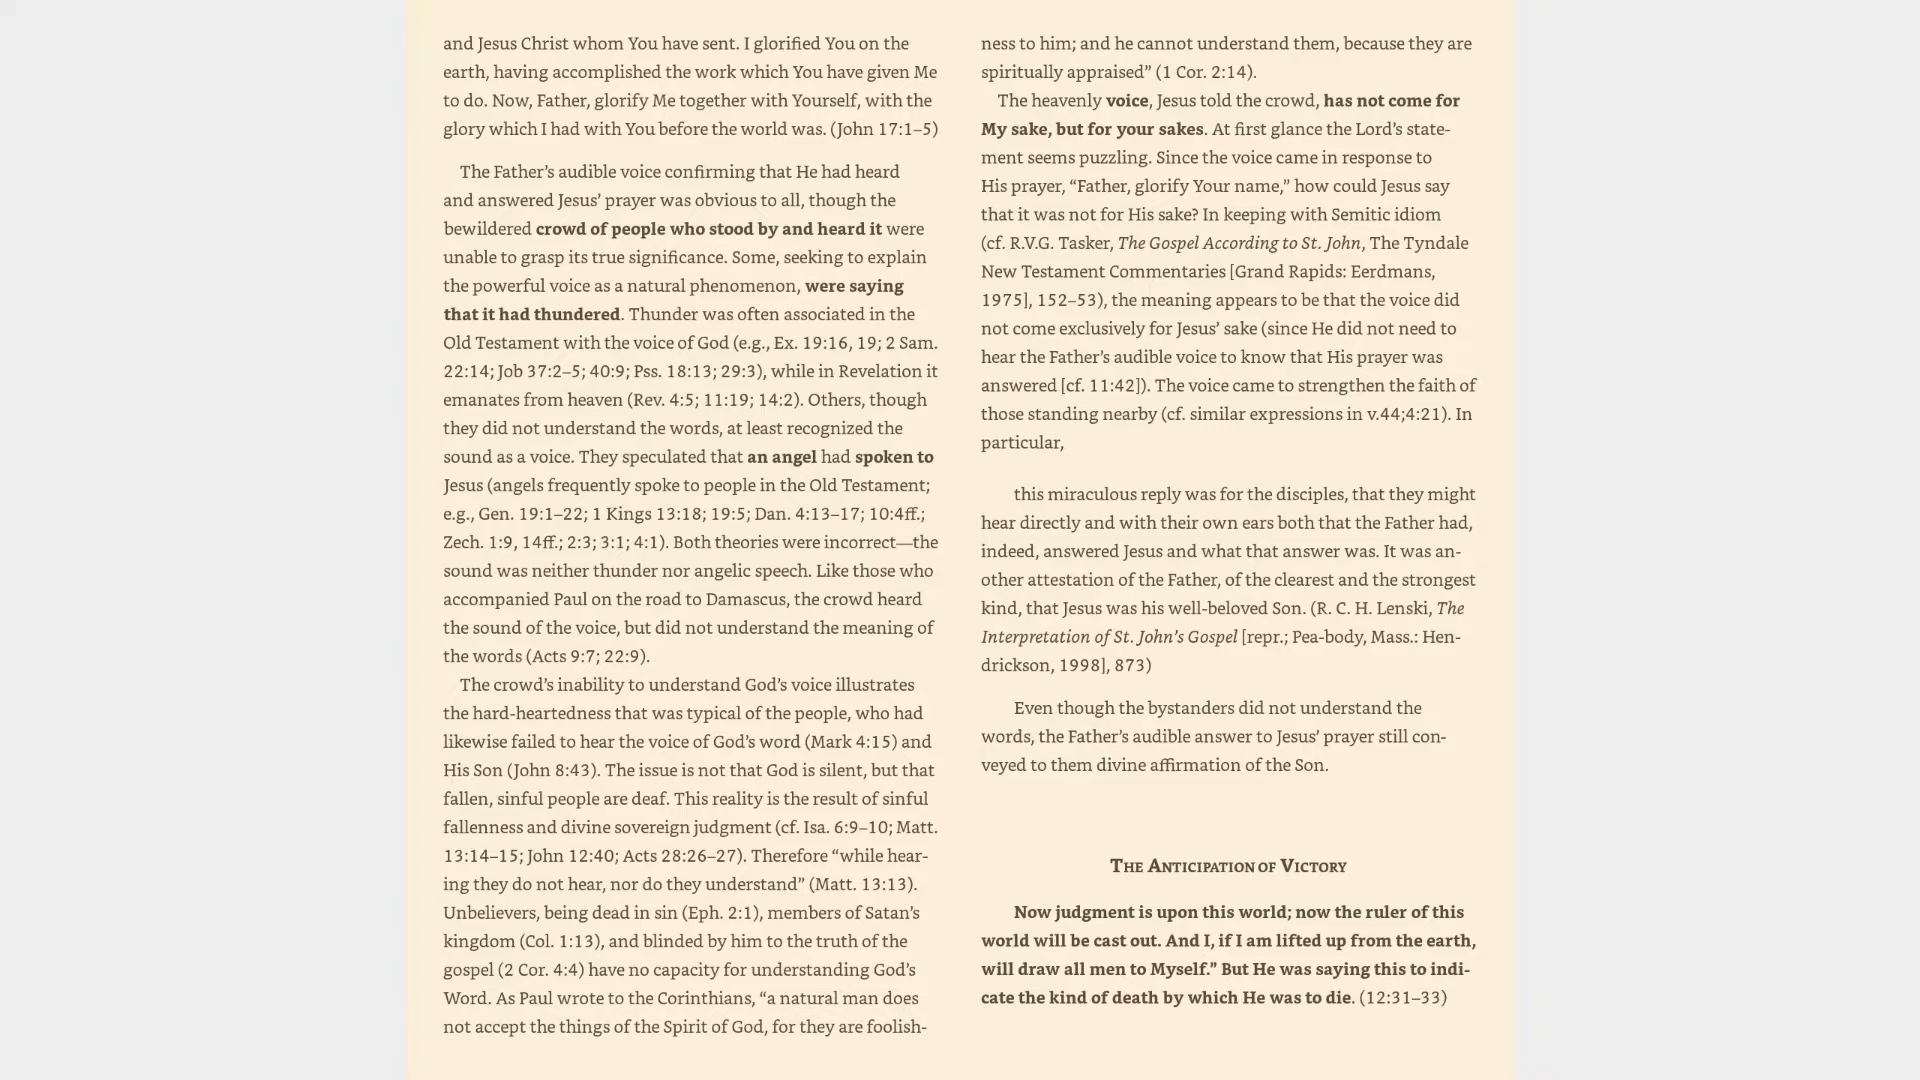 and Jesus Christ whom You have sent. I glorified You on the
earth, having accomplished the work which You have given Me
to do. Now, Father, glorify Me together with Yourself, with the
glory which I had with You before the world was. (John 17:1–5)
The Father’s audible voice confirming that He had heard
and answered Jesus’ prayer was obvious to all, though the
bewildered crowd of people who stood by and heard it were
unable to grasp its true significance. Some, seeking to explain
the powerful voice as a natural phenomenon, were saying
that it had thundered. Thunder was often associated in the
Old Testament with the voice of God (e.g., Ex. 19:16, 19; 2 Sam.
22:14; Job 37:2–5; 40:9; Pss. 18:13; 29:3), while in Revelation it
emanates from heaven (Rev. 4:5; 11:19; 14:2). Others, though
they did not understand the words, at least recognized the
sound as a voice. They speculated that an angel had spoken to
Jesus (angels frequently spoke to people in the Old Testament;
e.g., Gen. 19:1–22; 1 Kings 13:18; 19:5; Dan. 4:13–17; 10:4ff.;
Zech. 1:9, 14ff.; 2:3; 3:1; 4:1). Both theories were incorrect—the
sound was neither thunder nor angelic speech. Like those who
accompanied Paul on the road to Damascus, the crowd heard
the sound of the voice, but did not understand the meaning of
the words (Acts 9:7; 22:9).
The crowd’s inability to understand God’s voice illustrates
the hard-heartedness that was typical of the people, who had
likewise failed to hear the voice of God’s word (Mark 4:15) and
His Son (John 8:43). The issue is not that God is silent, but that
fallen, sinful people are deaf. This reality is the result of sinful
fallenness and divine sovereign judgment (cf. Isa. 6:9–10; Matt.
13:14–15; John 12:40; Acts 28:26–27). Therefore “while hear-
ing they do not hear, nor do they understand” (Matt. 13:13).
Unbelievers, being dead in sin (Eph. 2:1), members of Satan’s
kingdom (Col. 1:13), and blinded by him to the truth of the
gospel (2 Cor. 4:4) have no capacity for understanding God’s
Word. As Paul wrote to the Corinthians, “a natural man does
not accept the things of the Spirit of God, for they are foolish-
ness to him; and he cannot understand them, because they are
spiritually appraised” (1 Cor. 2:14).
The heavenly voice, Jesus told the crowd, has not come for
My sake, but for your sakes. At first glance the Lord’s state-
ment seems puzzling. Since the voice came in response to
His prayer, “Father, glorify Your name,” how could Jesus say
that it was not for His sake? In keeping with Semitic idiom
(cf. R.V.G. Tasker, The Gospel According to St. John, The Tyndale
New Testament Commentaries [Grand Rapids: Eerdmans,
1975], 152–53), the meaning appears to be that the voice did
not come exclusively for Jesus’ sake (since He did not need to
hear the Father’s audible voice to know that His prayer was
answered [cf. 11:42]). The voice came to strengthen the faith of
those standing nearby (cf. similar expressions in v.44;4:21). In
particular,
this miraculous reply was for the disciples, that they might
hear directly and with their own ears both that the Father had,
indeed, answered Jesus and what that answer was. It was an-
other attestation of the Father, of the clearest and the strongest
kind, that Jesus was his well-beloved Son. (R. C. H. Lenski, The
Interpretation of St. John’s Gospel [repr.; Pea-body, Mass.: Hen-
drickson, 1998], 873)
Even though the bystanders did not understand the
words, the Father’s audible answer to Jesus’ prayer still con-
veyed to them divine affirmation of the Son.
The Anticipation of Victory
Now judgment is upon this world; now the ruler of this
world will be cast out. And I, if I am lifted up from the earth,
will draw all men to Myself.” But He was saying this to indi-
cate the kind of death by which He was to die. (12:31–33)